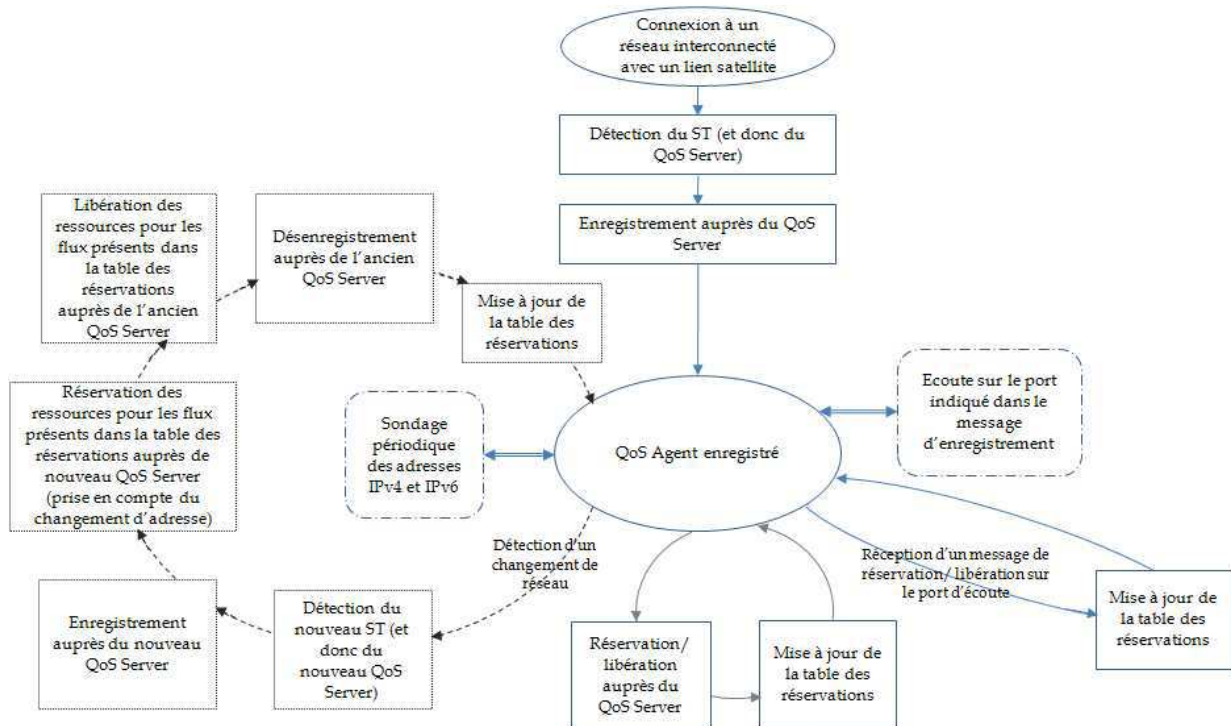 Connexion à un
réseau interconnecté
avec un lien satellite
Détection du ST (et donc du
QoS Server)
Enregistrement auprès du QoS
Server
Libération des
ressources pour les
flux présents dans
la table des
réservations
auprès de l'ancien
QoS Server
Désenregistrement
auprès de l'ancien
QoS Server
Mise à jour de
la table des
réservations
Réservation des
ressources pour les flux
présents dans la table des
réservations auprès de
nouveau QoS Server
(prise en compte du
changement d'adresse)
Sondage
périodique
des adresses
IPv4 et IPv6
QoS Agent enregistré
Ecoute sur le port
indiqué dans le
message
d'enregistrement
Détection d'un
changement de
réseau
Réception d'un message de
réservation/ libération sur
le port d'écoute
Enregistrement
auprès du nouveau
QoS Server
Détection du
nouveau ST (et
donc du
nouveau QoS
Server)
Réservation/
libération
auprès du
QoS Server
Mise à jour de
la table des
réservations
Mise à jour de
la table des
réservations